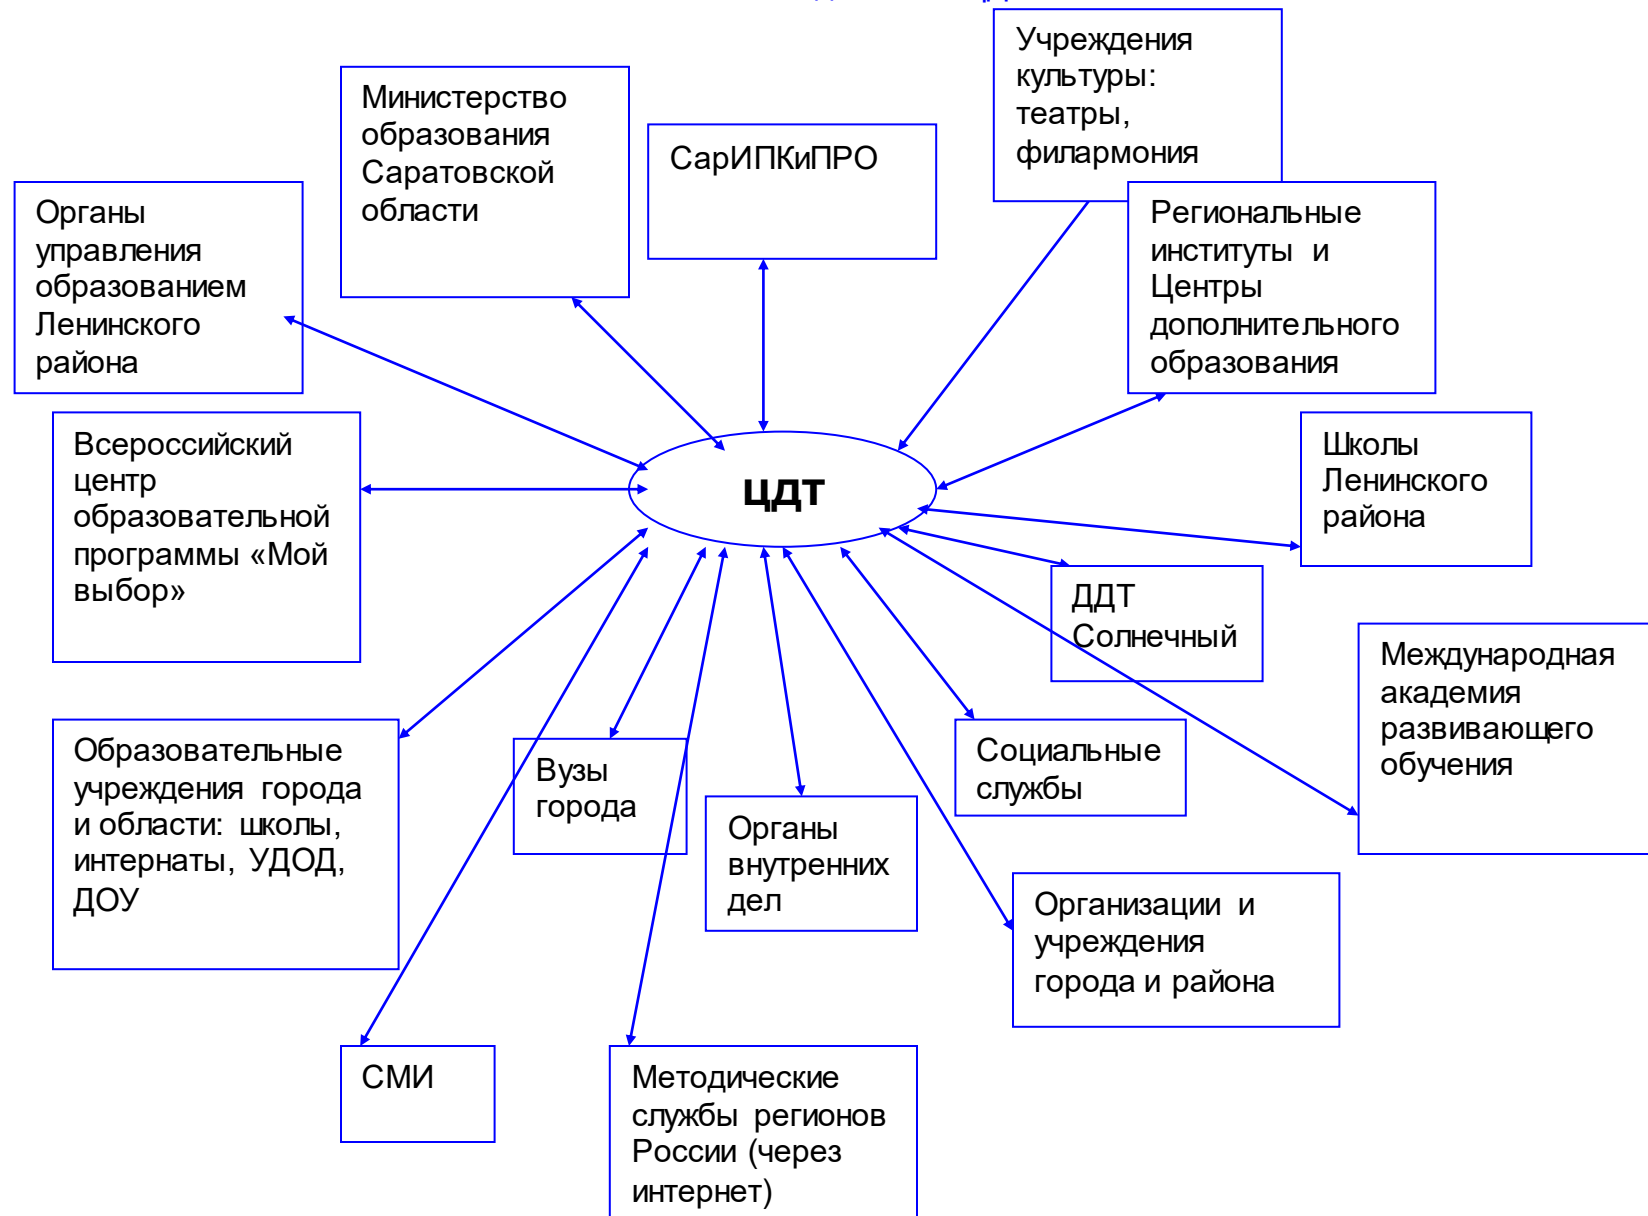 Учреждения
культуры:
театры,
филармония
Министерство
образования
Саратовской
области
СарИПКиПРО
Органы
управления
образованием
Ленинского
района
Региональные
институты и
Центры
дополнительного
образования
Всероссийский
центр
образовательной
программы «Мой
выбор»
ЦДТ
Школы
Ленинского
района
ДДТ
Солнечный
Международная
академия
развивающего
обучения
Образовательные
учреждения города
и области: школы,
интернаты, УДОД,
ДОУ
Вузы
города
Социальные
службы
Органы
внутренних
дел
Организации и
учреждения
города и района
СМИ
Методические
службы регионов
России (через
интернет)